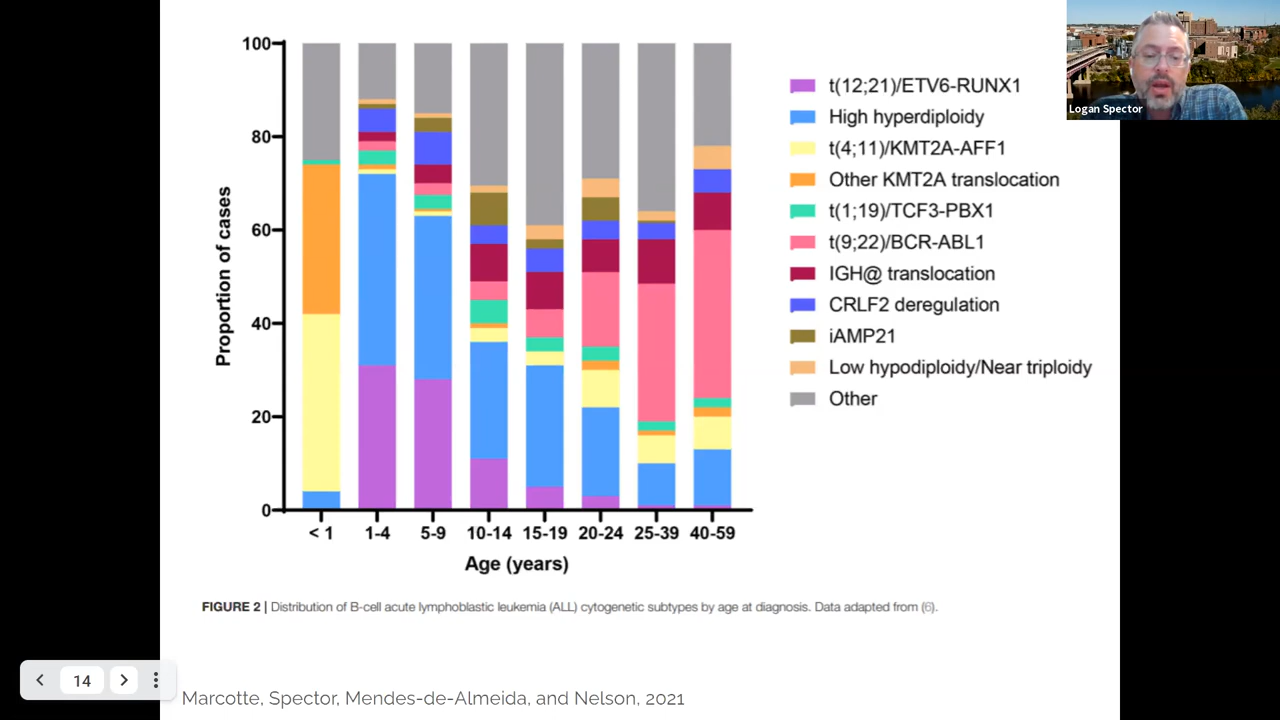 Logan Spector
100
80
60
40
20
0
Proportion of cases
< 1 1-4 5-9 10-14 15-19 20-24 25-39 40-59
Age (years)
t(12;21)/ETV6-RUNX1
High hyperdiploidy
t(4;11)/KMT2A-AFF1
Other KMT2A translocation
t(1;19)/TCF3-PBX1
t(9;22)/BCR-ABL1
IGH@ translocation
CRLF2 deregulation
iAMP21
Low hypodiploidy/Near triploidy
Other
FIGURE 2 | Distribution of B-cell acute lymphoblastic leukemia (ALL) cytogenetic subtypes by age at diagnosis. Data adapted from (6).
14
Marcotte, Spector, Mendes-de-Almeida, and Nelson, 2021